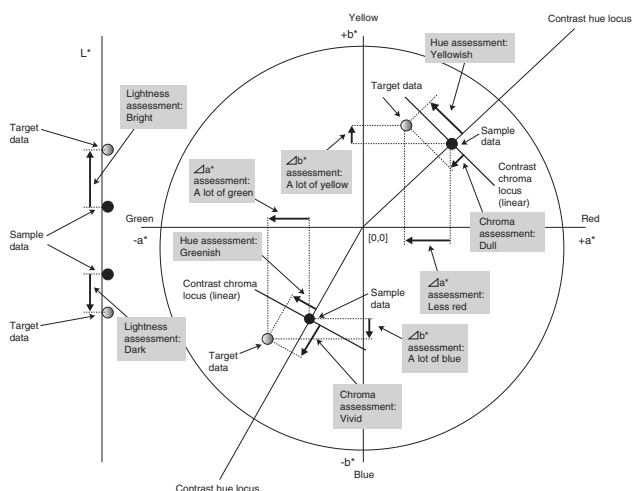 Yellow
+b*
Contrast hue locus
L*
Hue assessment:
Yellowish
Lightness
assessment:
Bright
Target data
Target
data
Sample
data
⊿b*
assessment:
A lot of yellow
⊿a*
assessment:
A lot of green
Contrast
chroma
locus
(linear)
Green
-a*
[0,0]
Red
+a*
Sample
data
Hue assessment:
Greenish
Chroma
assessment:
Dull
Contrast chroma
locus (linear)
Sample
data
⊿a*
assessment:
Less red
Target
data
Lightness
assessment:
Dark
Target
data
⊿b*
assessment:
A lot of blue
Chroma
assessment:
Vivid
-b*
Blue
Contrast hue locus